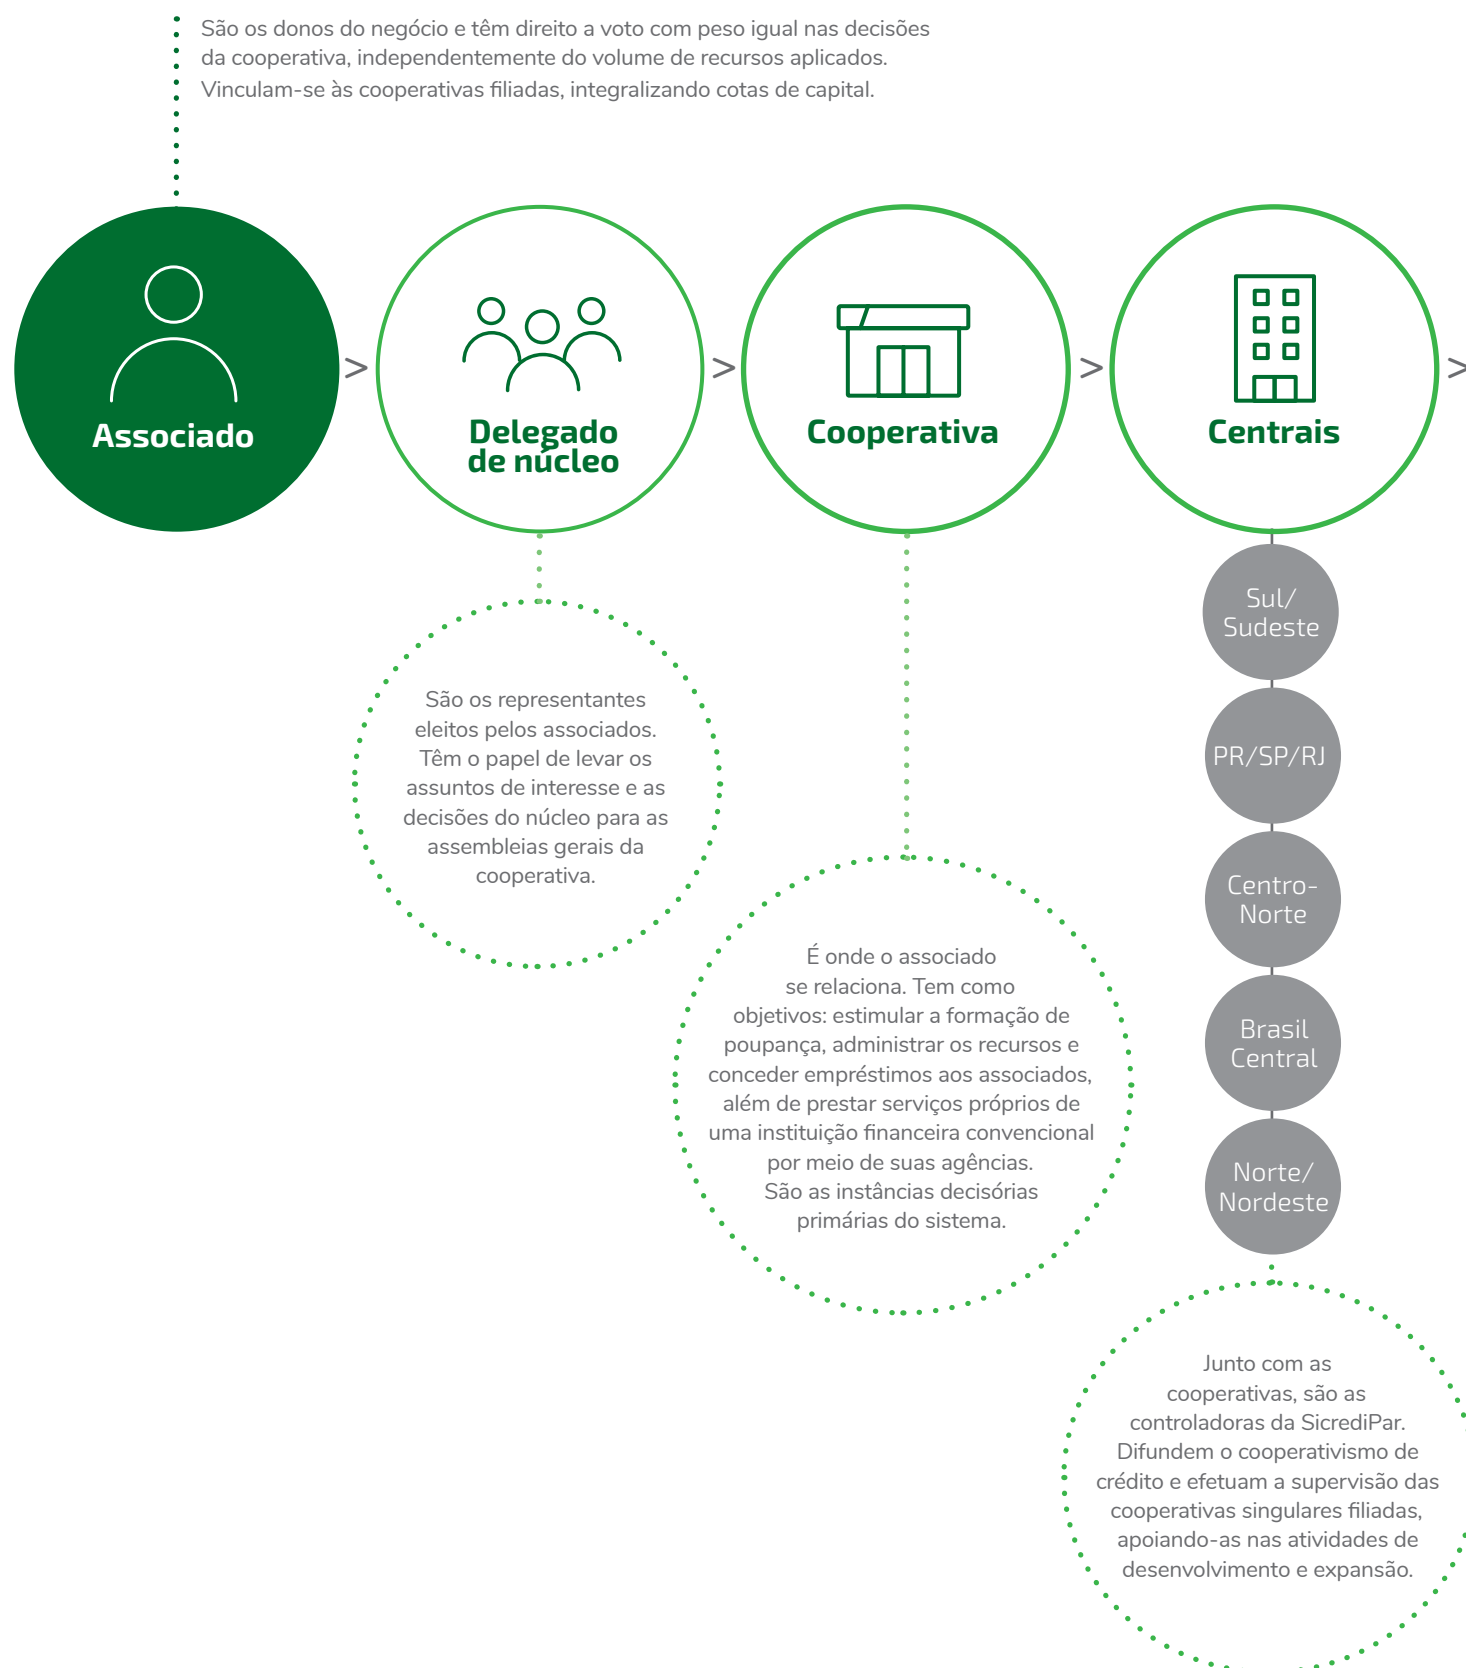 São os donos do negócio e têm direito a voto com peso igual nas decisões
da cooperativa, independentemente do volume de recursos aplicados.
Vinculam-se às cooperativas filiadas, integralizando cotas de capital.
Associado
>
Delegado
de núcleo
>
Cooperativa
>
Centrais
>
São os representantes
eleitos pelos associados.
Têm o papel de levar os
assuntos de interesse e as
decisões do núcleo para as
assembleias gerais da
cooperativa.
É onde o associado
se relaciona. Tem como
objetivos: estimular a formação de
poupança, administrar os recursos e
conceder empréstimos aos associados,
além de prestar serviços próprios de
uma instituição financeira convencional
por meio de suas agências.
São as instâncias decisórias
primárias do sistema.
Sul/
Sudeste
PR/SP/RJ
Centro-
Norte
Brasil
Central
Norte/
Nordeste
Junto com as
cooperativas, são as
controladoras da SicrediPar.
Difundem o cooperativismo de
crédito e efetuam a supervisão das
cooperativas singulares filiadas,
apoiando-as nas atividades de
desenvolvimento e expansão.